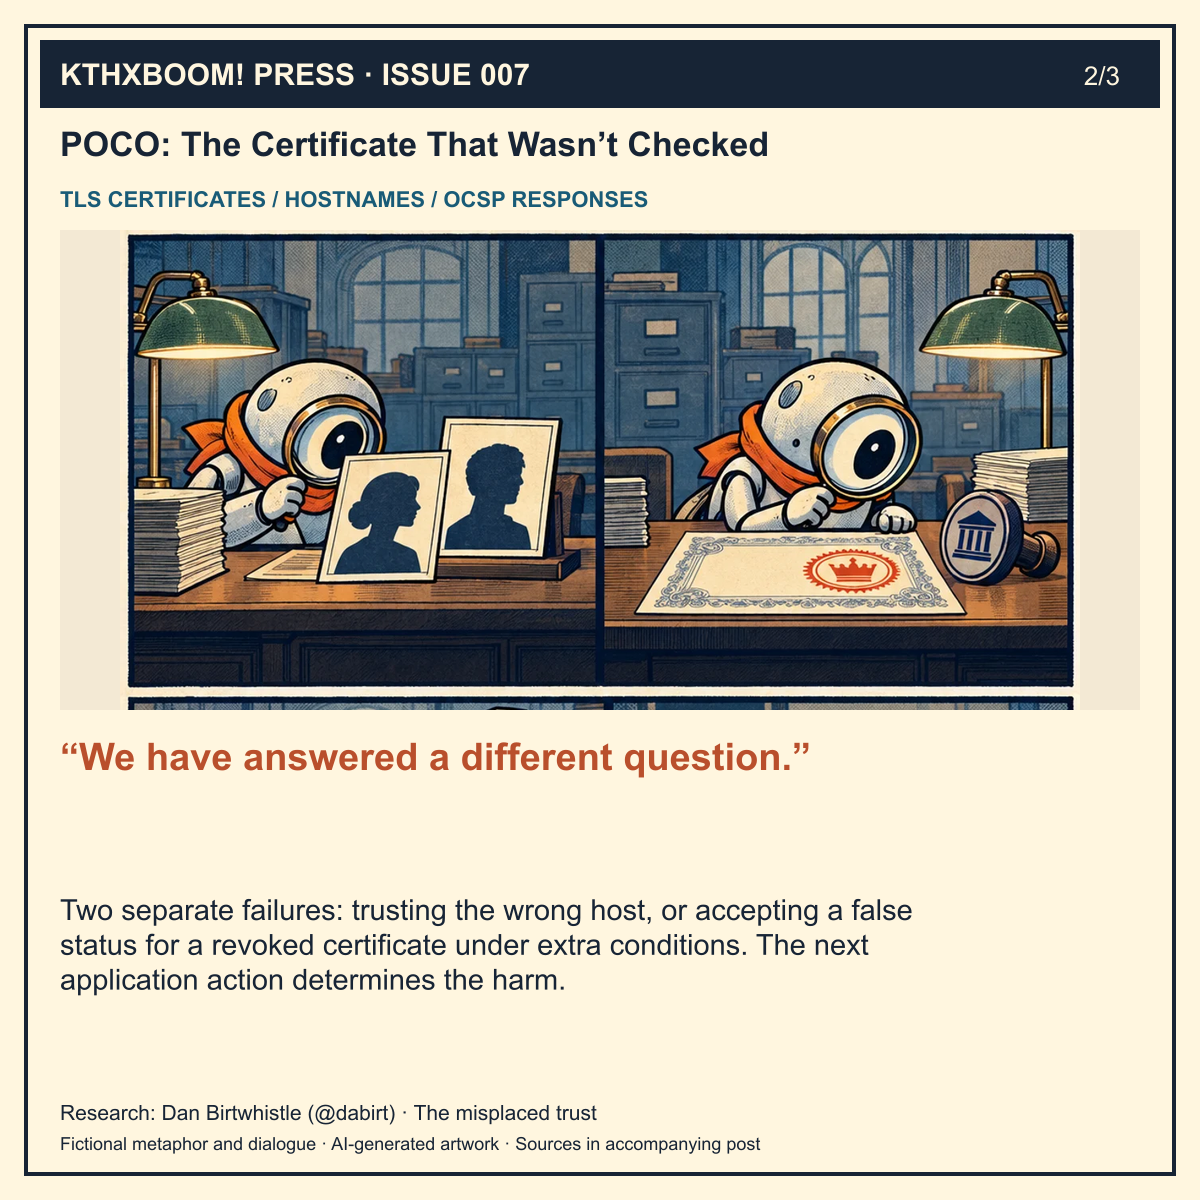 KTHXBOOM! PRESS · ISSUE 007
2/3
POCO: The Certificate That Wasn’t Checked
TLS CERTIFICATES / HOSTNAMES / OCSP RESPONSES
“We have answered a different question.”
Two separate failures: trusting the wrong host, or accepting a false
status for a revoked certificate under extra conditions. The next
application action determines the harm.
Research: Dan Birtwhistle (@dabirt) · The misplaced trust
Fictional metaphor and dialogue · AI-generated artwork · Sources in accompanying post